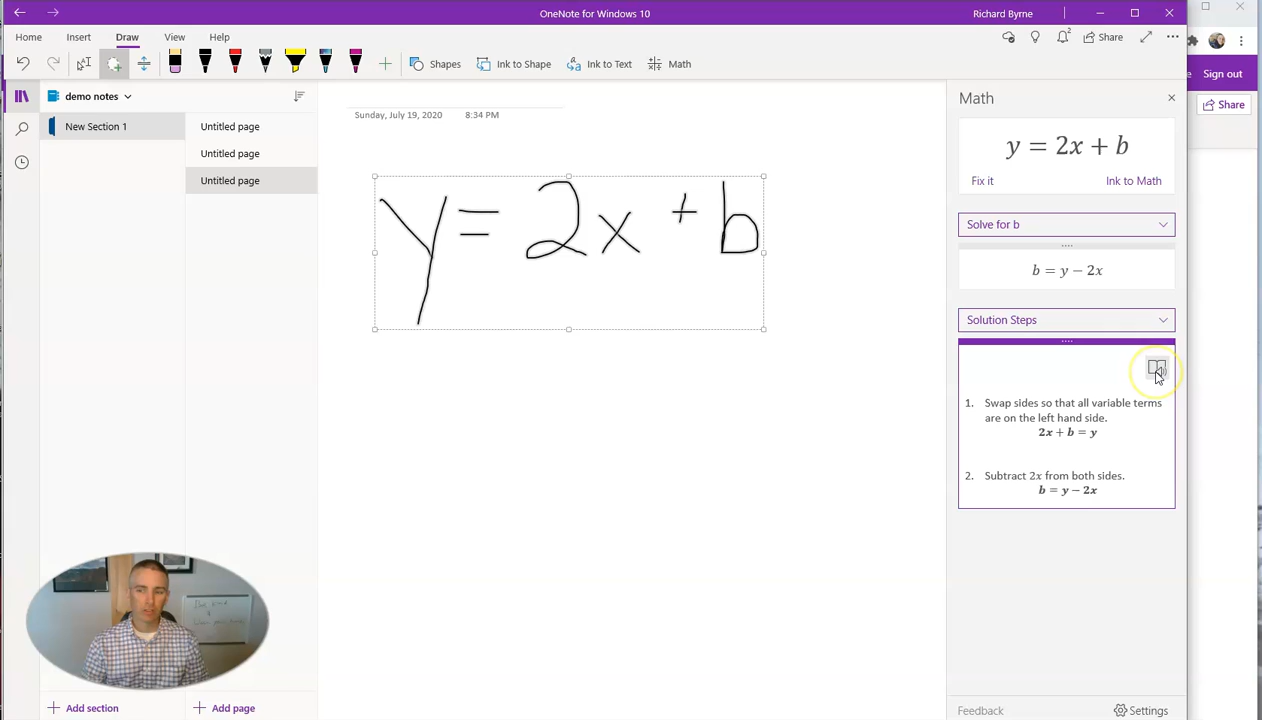 OneNote for Windows 10
Richard Byrne
Home Insert Draw View Help
Share
Shapes
Ink to Shape
Ink to Text
Math
Sign out
Share
demo notes
New Section 1
Untitled page
Untitled page
Untitled page
Add section
Add page
Sunday, July 19, 2020 8:34 PM
y = 2x + b
Math
y = 2x + b
Fix it Ink to Math
Solve for b
b = y − 2x
Solution Steps
1. Swap sides so that all variable terms
are on the left hand side.
2x + b = y
2. Subtract 2x from both sides.
b = y − 2x
Feedback
Settings